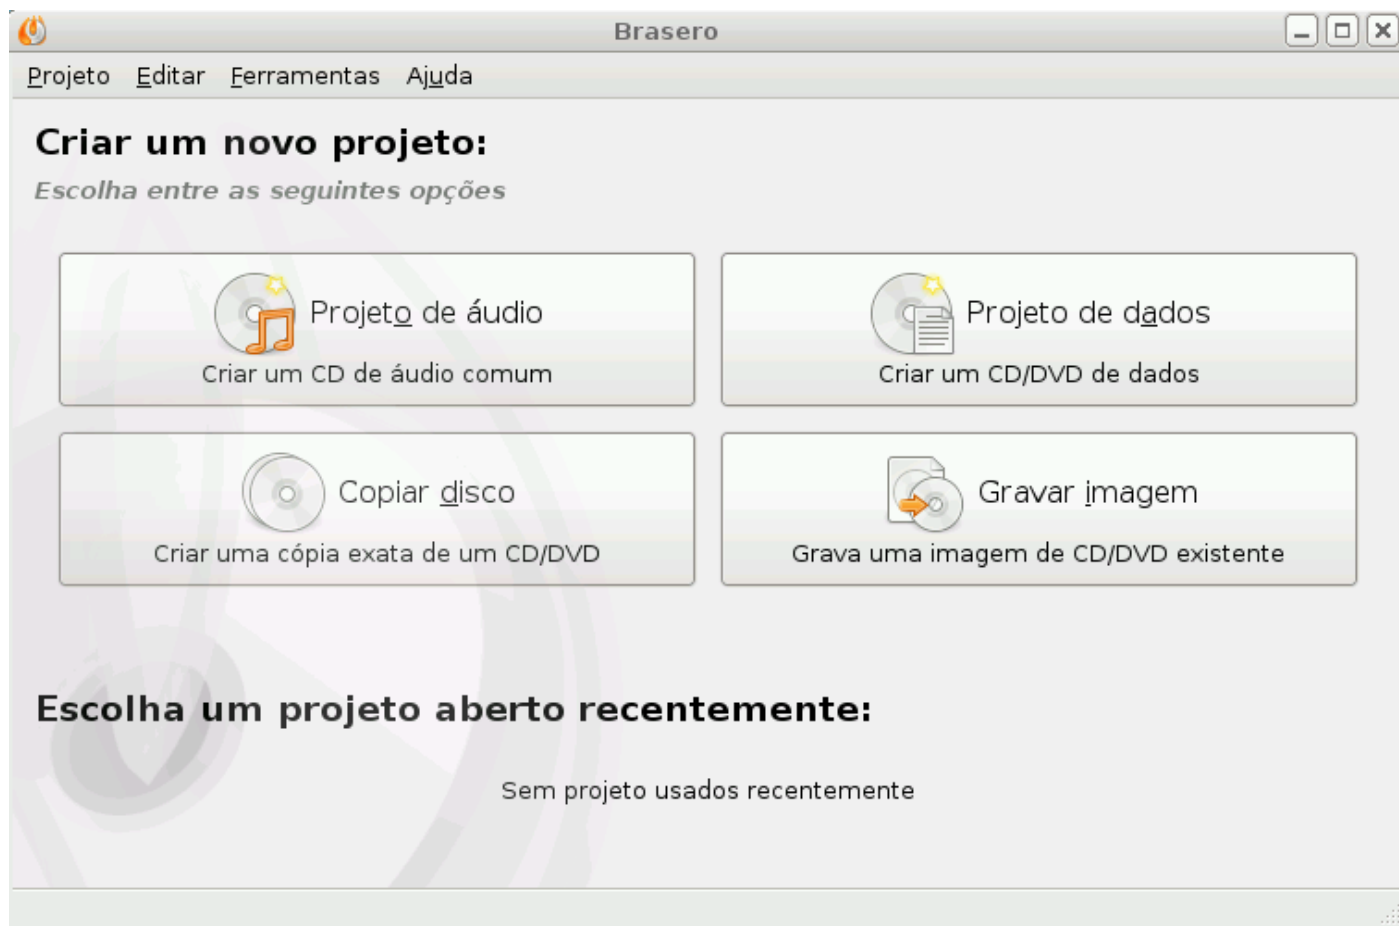 Brasero
Projeto Editar Ferramentas Ajuda
Criar um novo projeto:
Escolha entre as seguintes opções
Projeto de áudio
Criar um CD de áudio comum
Projeto de dados
Criar um CD/DVD de dados
Copiar disco
Criar uma cópia exata de um CD/DVD
Gravar imagem
Grava uma imagem de CD/DVD existente
Escolha um projeto aberto recentemente:
Sem projeto usados recentemente